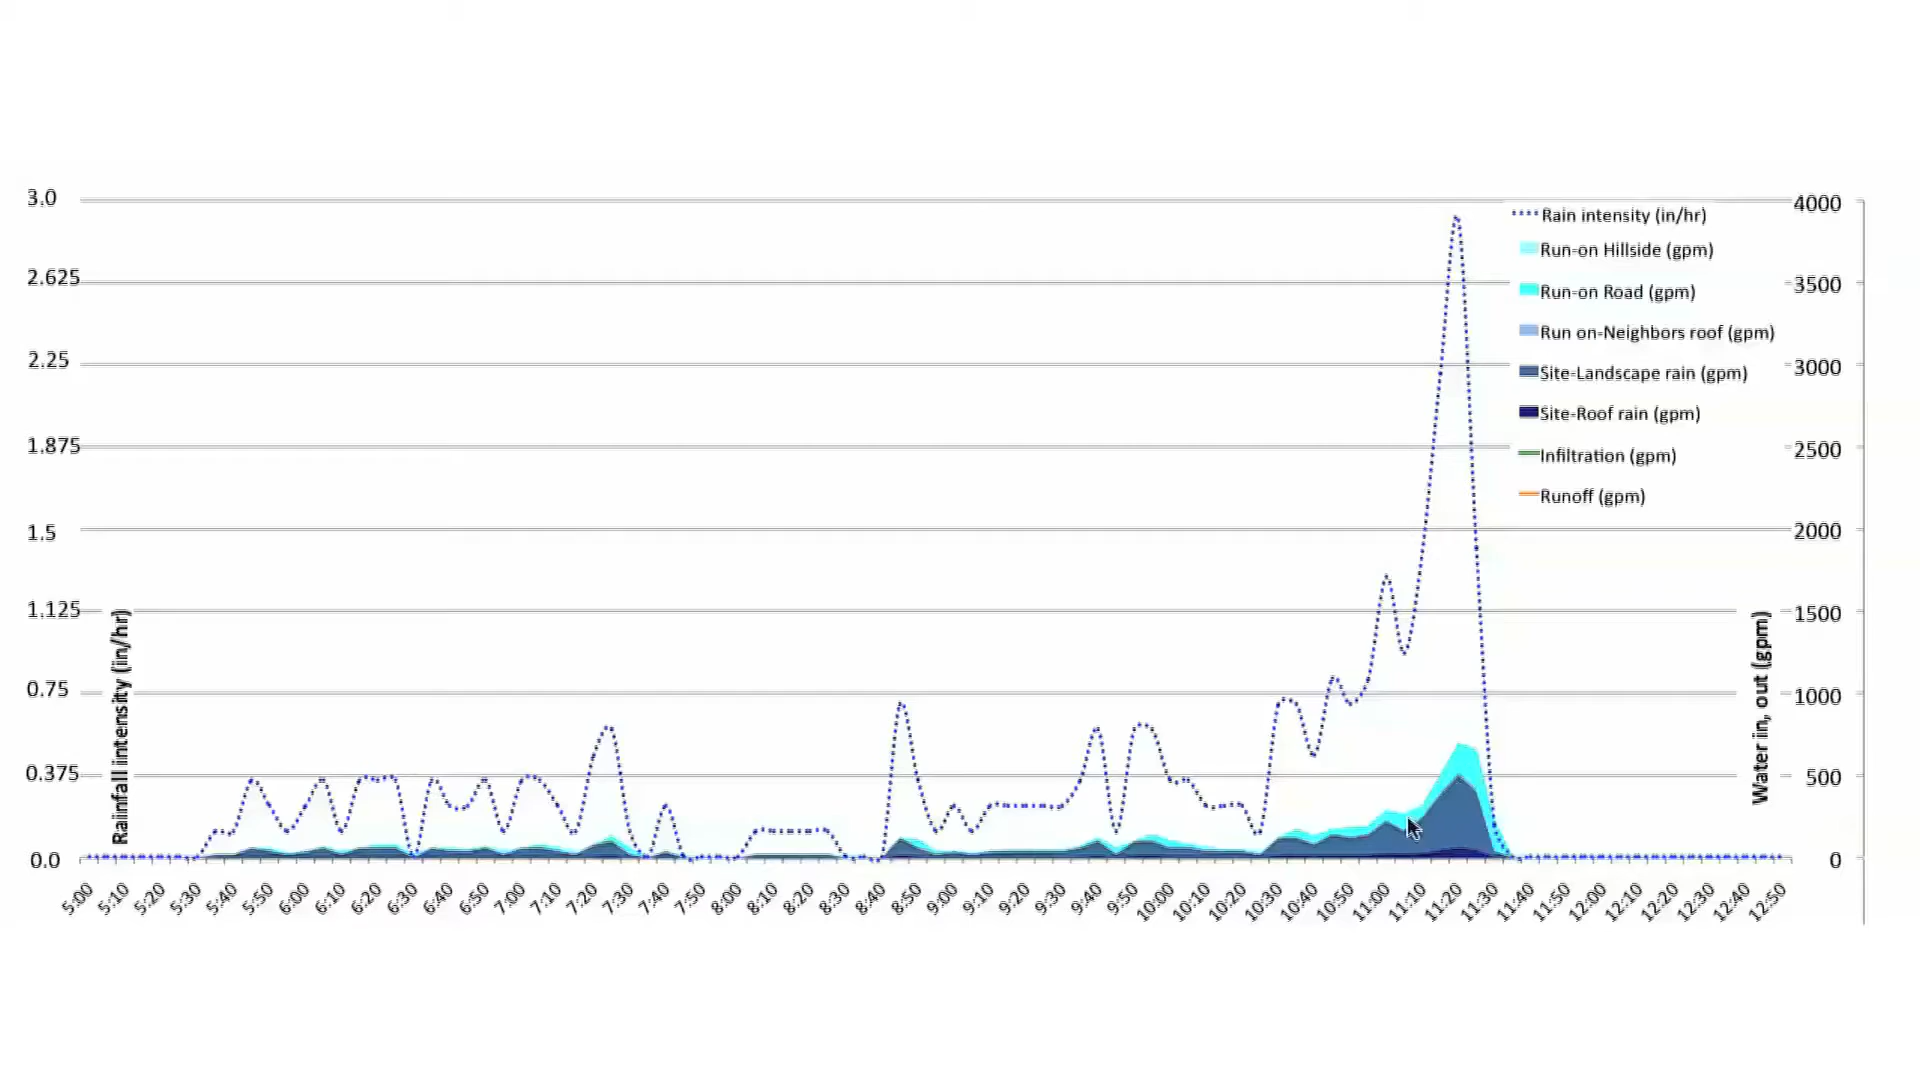 3.0
2.625
2.25
1.875
1.5
1.125
0.75
0.375
0.0
Rainfall intensity (in/hr)
Rain intensity (in/hr)
Run-on Hillside (gpm)
Run-on Road (gpm)
Run on-Neighbors roof (gpm)
Site-Landscape rain (gpm)
Site-Roof rain (gpm)
Infiltration (gpm)
Runoff (gpm)
4000
3500
3000
2500
2000
1500
1000
500
0
Water in, out (gpm)
5:00 5:10 5:20 5:30 5:40 5:50 6:00 6:10 6:20 6:30 6:40 6:50 7:00 7:10 7:20 7:30 7:40 7:50 8:00 8:10 8:20 8:30 8:40 8:50 9:00 9:10 9:20 9:30 9:40 9:50 10:00 10:10 10:20 10:30 10:40 10:50 11:00 11:10 11:20 11:30 11:40 11:50 12:00 12:10 12:20 12:30 12:40 12:50